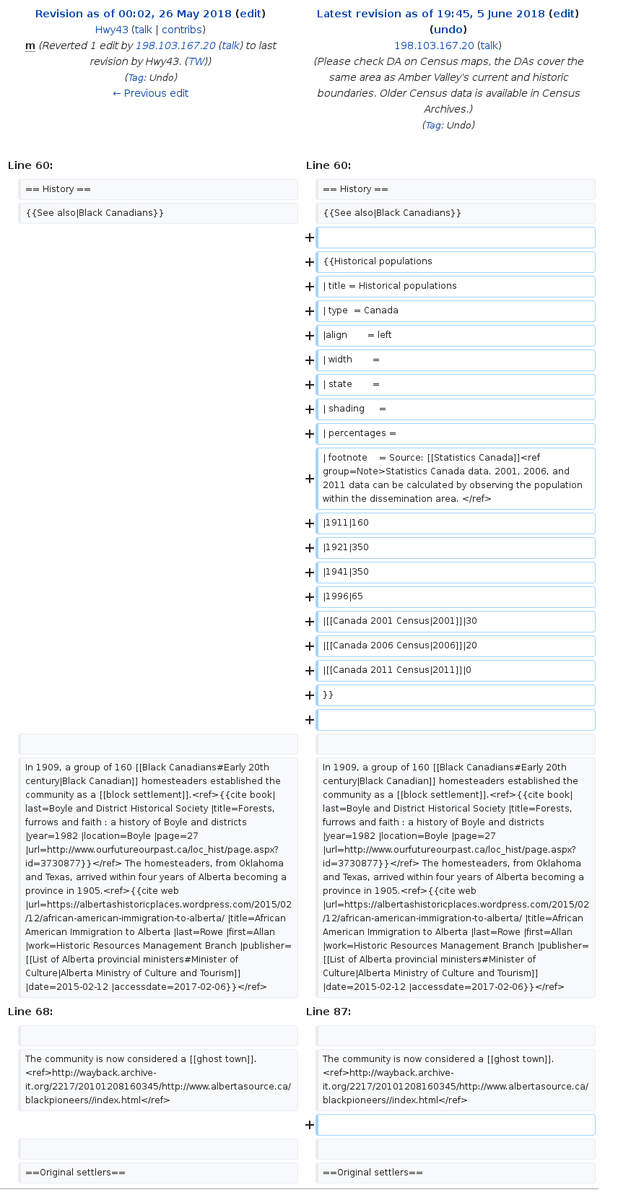 Revision as of 00:02, 26 May 2018 (edit)
Hwy43 (talk | contribs)
m (Reverted 1 edit by 198.103.167.20 (talk) to last
revision by Hwy43. (TW))
(Tag: Undo)
← Previous edit
Latest revision as of 19:45, 5 June 2018 (edit)
(undo)
198.103.167.20 (talk)
(Please check DA on Census maps, the DAs cover the
same area as Amber Valley's current and historic
boundaries. Older Census data is available in Census
Archives.)
(Tag: Undo)
Line 60:
Line 60:
== History ==
== History ==
{{See also|Black Canadians}}
{{See also|Black Canadians}}
+
+ {{Historical populations
+ | title = Historical populations
+ | type = Canada
+ |align = left
+ | width =
+ | state =
+ | shading =
+ | percentages =
+ | footnote = Source: [[Statistics Canada]]<ref
group=Note>Statistics Canada data. 2001, 2006, and
2011 data can be calculated by observing the population
within the dissemination area. </ref>
+ |1911|160
+ |1921|350
+ |1941|350
+ |1996|65
+ |[[Canada 2001 Census|2001]]|30
+ |[[Canada 2006 Census|2006]]|20
+ |[[Canada 2011 Census|2011]]|0
+ }}
+
In 1909, a group of 160 [[Black Canadians#Early 20th
century|Black Canadian]] homesteaders established the
community as a [[block settlement]].<ref>{{cite book|
last=Boyle and District Historical Society |title=Forests,
furrows and faith : a history of Boyle and districts
|year=1982 |location=Boyle |page=27
|url=http://www.ourfutureourpast.ca/loc_hist/page.aspx?
id=3730877}}</ref> The homesteaders, from Oklahoma
and Texas, arrived within four years of Alberta becoming a
province in 1905.<ref>{{cite web
|url=https://albertashistoricplaces.wordpress.com/2015/02
/12/african-american-immigration-to-alberta/ |title=African
American Immigration to Alberta |last=Rowe |first=Allan
|work=Historic Resources Management Branch |publisher=
[[List of Alberta provincial ministers#Minister of
Culture|Alberta Ministry of Culture and Tourism]]
|date=2015-02-12 |accessdate=2017-02-06}}</ref>
In 1909, a group of 160 [[Black Canadians#Early 20th
century|Black Canadian]] homesteaders established the
community as a [[block settlement]].<ref>{{cite book|
last=Boyle and District Historical Society |title=Forests,
furrows and faith : a history of Boyle and districts
|year=1982 |location=Boyle |page=27
|url=http://www.ourfutureourpast.ca/loc_hist/page.aspx?
id=3730877}}</ref> The homesteaders, from Oklahoma
and Texas, arrived within four years of Alberta becoming a
province in 1905.<ref>{{cite web
|url=https://albertashistoricplaces.wordpress.com/2015/02
/12/african-american-immigration-to-alberta/ |title=African
American Immigration to Alberta |last=Rowe |first=Allan
|work=Historic Resources Management Branch |publisher=
[[List of Alberta provincial ministers#Minister of
Culture|Alberta Ministry of Culture and Tourism]]
|date=2015-02-12 |accessdate=2017-02-06}}</ref>
Line 68:
Line 87:
The community is now considered a [[ghost town]].
<ref>http://wayback.archive-
it.org/2217/20101208160345/http://www.albertasource.ca/
blackpioneers//index.html</ref>
The community is now considered a [[ghost town]].
<ref>http://wayback.archive-
it.org/2217/20101208160345/http://www.albertasource.ca/
blackpioneers//index.html</ref>
+
==Original settlers==
==Original settlers==